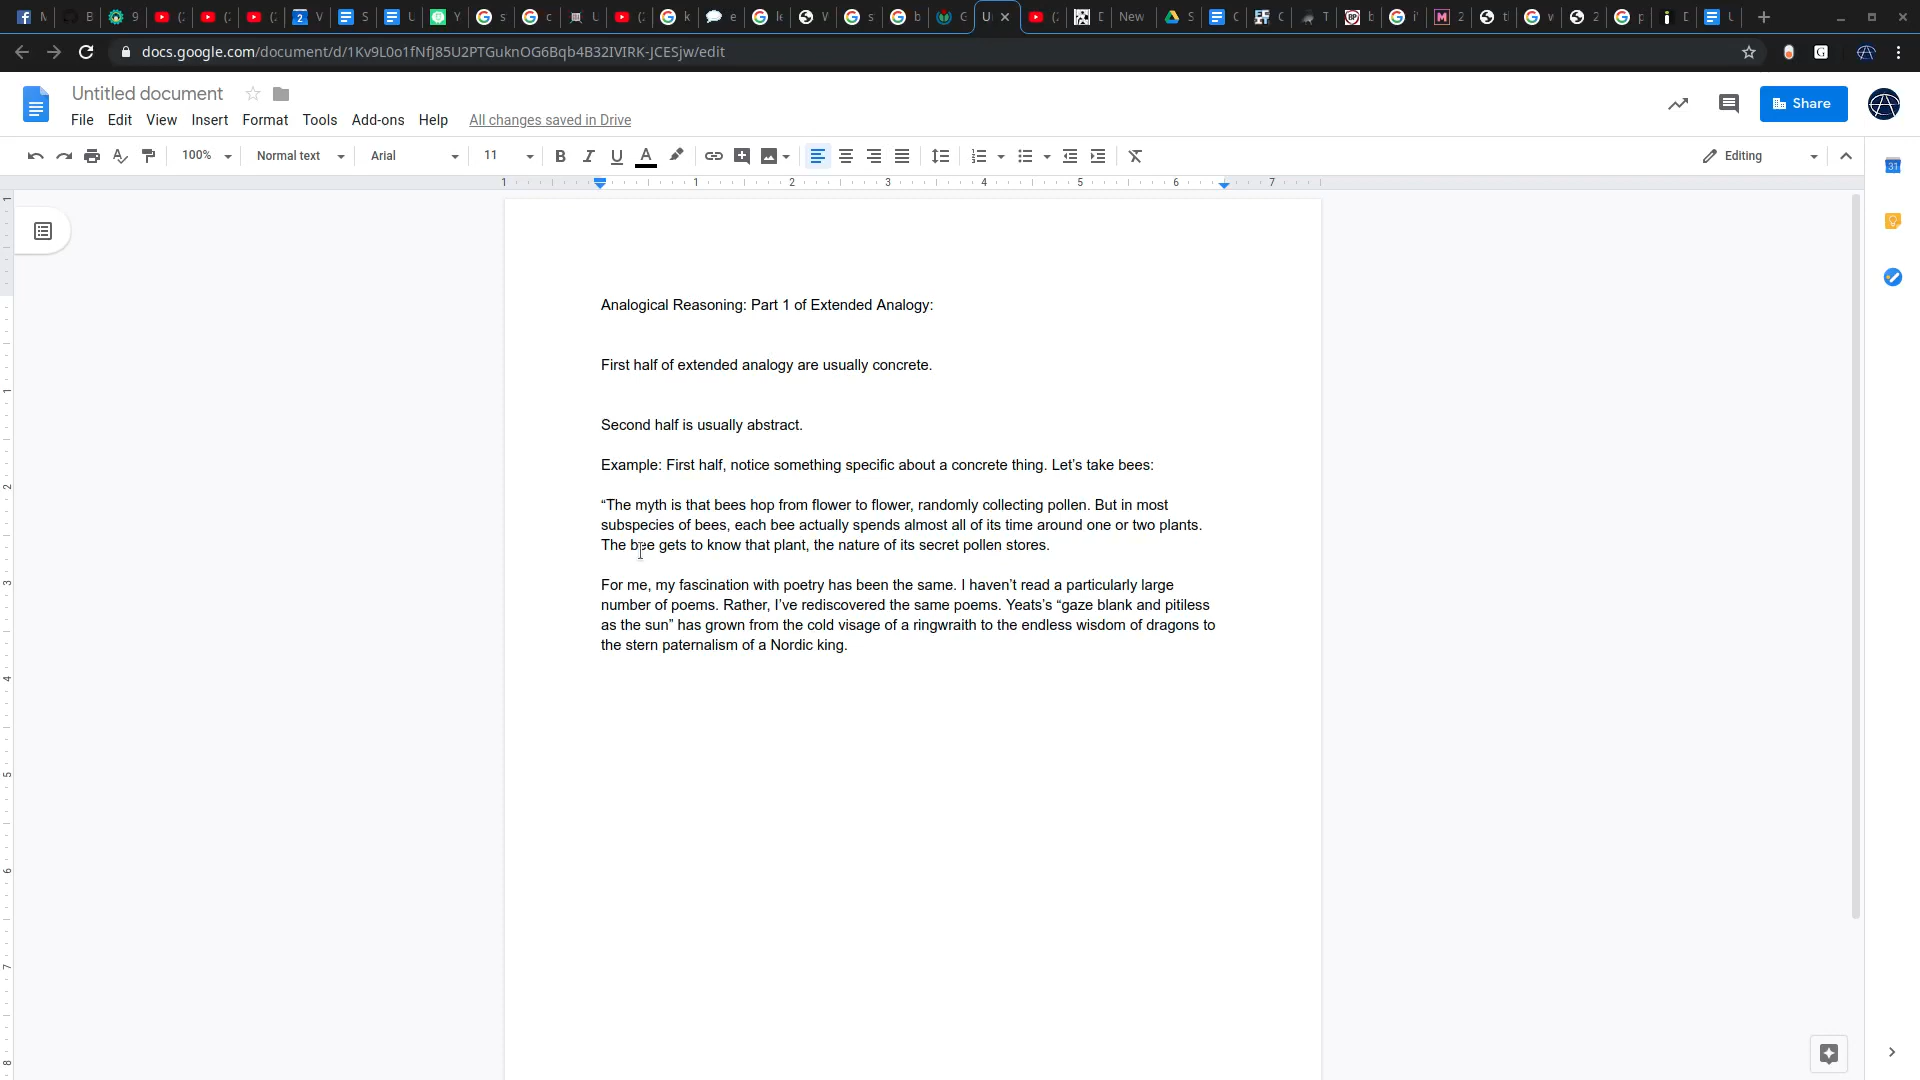 docs.google.com/document/d/1Kv9L0o1fNfJ85U2PTGuknOG6Bqb4B32IVIRK-JCESjw/edit
Untitled document
Share
File Edit View Insert Format Tools Add-ons Help All changes saved in Drive
100% Normal text Arial 11 Editing
1 1 2 3 4 5 6 7
Analogical Reasoning: Part 1 of Extended Analogy:
First half of extended analogy are usually concrete.
Second half is usually abstract.
Example: First half, notice something specific about a concrete thing. Let’s take bees:
“The myth is that bees hop from flower to flower, randomly collecting pollen. But in most
subspecies of bees, each bee actually spends almost all of its time around one or two plants.
The bee gets to know that plant, the nature of its secret pollen stores.
For me, my fascination with poetry has been the same. I haven’t read a particularly large
number of poems. Rather, I’ve rediscovered the same poems. Yeats’s “gaze blank and pitiless
as the sun” has grown from the cold visage of a ringwraith to the endless wisdom of dragons to
the stern paternalism of a Nordic king.